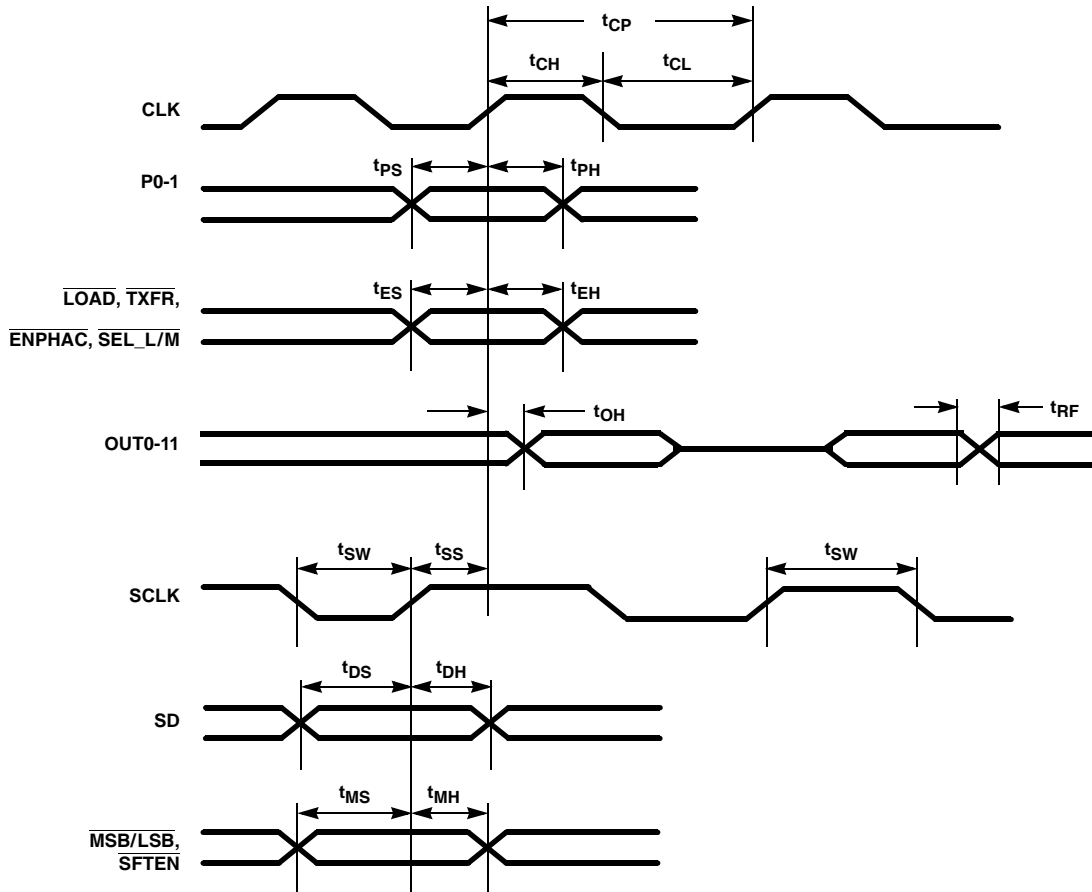 tCP
tCH tCL
CLK
tPS tPH
P0-1
tES tEH
LOAD, TXFR,
ENPHAC, SEL_L/M
tOH tRF
OUT0-11
tSW tSS tSW
SCLK
tDS tDH
SD
tMS tMH
MSB/LSB,
SFTEN